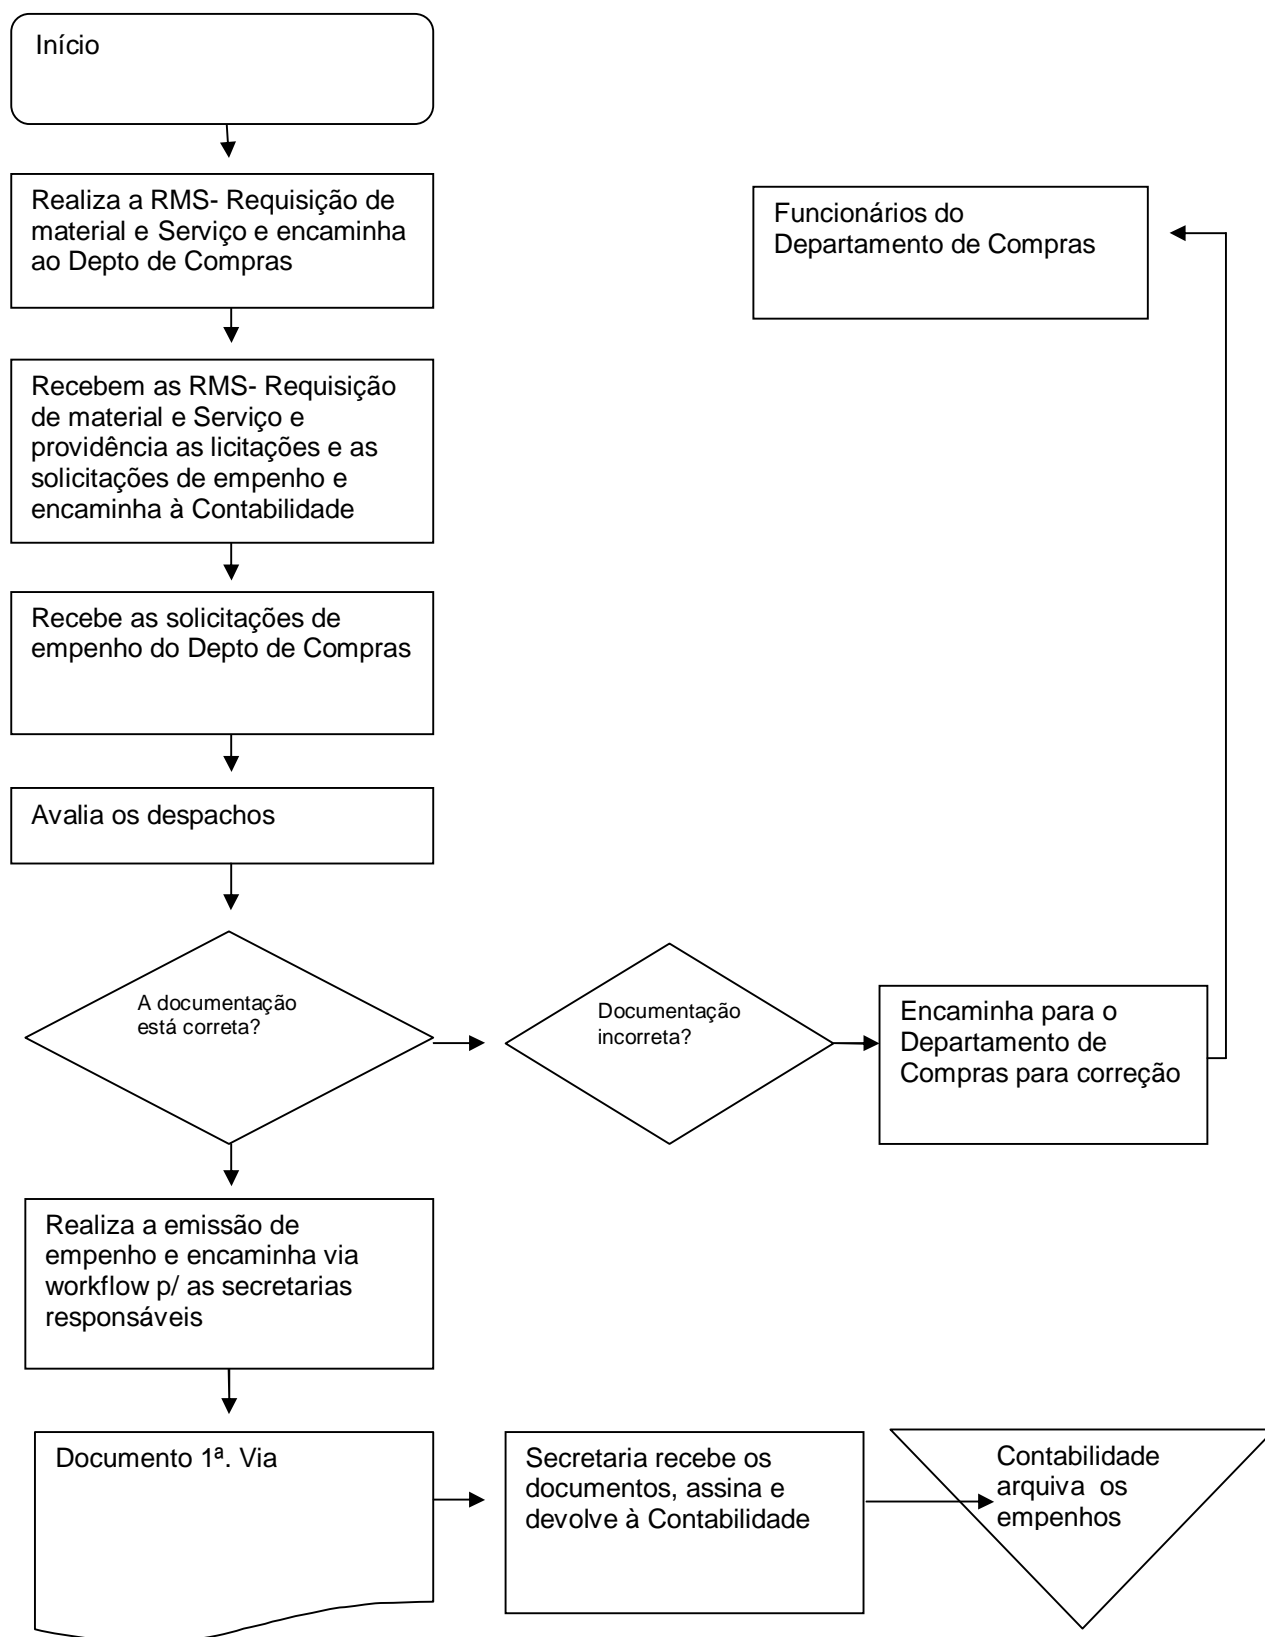 Início
Realiza a RMS- Requisição de
material e Serviço e encaminha
ao Depto de Compras
Funcionários do
Departamento de Compras
Recebem as RMS- Requisição
de material e Serviço e
providência as licitações e as
solicitações de empenho e
encaminha à Contabilidade
Recebe as solicitações de
empenho do Depto de Compras
Avalia os despachos
A documentação
está correta?
Documentação
incorreta?
Encaminha para o
Departamento de
Compras para correção
Realiza a emissão de
empenho e encaminha via
workflow p/ as secretarias
responsáveis
Documento 1ª. Via
Secretaria recebe os
documentos, assina e
devolve à Contabilidade
Contabilidade
arquiva os
empenhos